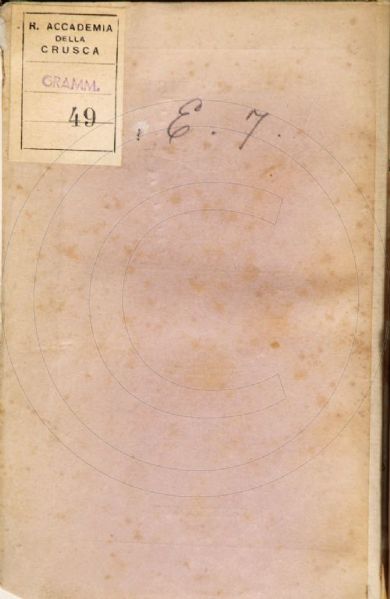 R. ACCADEMIA
DELLA
CRUSCA
GRAMM.
49
. E. 7.